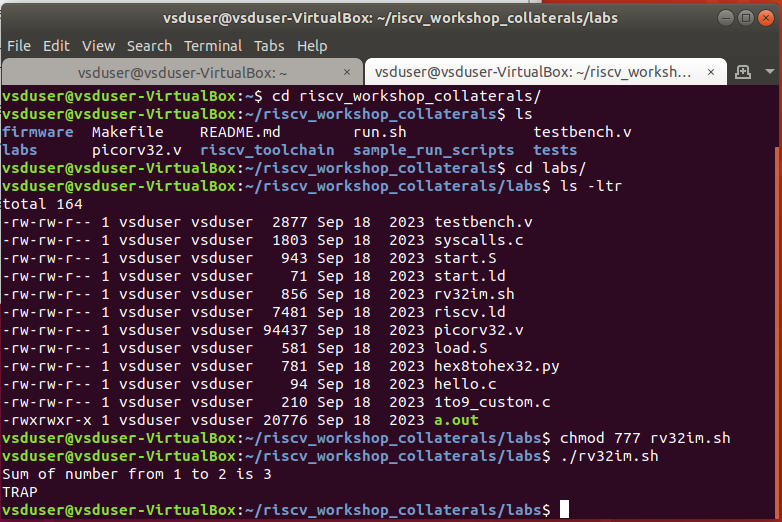 vsduser@vsduser-VirtualBox: ~/riscv_workshop_collaterals/labs
File Edit View Search Terminal Tabs Help
vsduser@vsduser-VirtualBox: ~ × vsduser@vsduser-VirtualBox: ~/riscv_worksh... ×
vsduser@vsduser-VirtualBox:~$ cd riscv_workshop_collaterals/
vsduser@vsduser-VirtualBox:~/riscv_workshop_collaterals$ ls
firmware  Makefile    README.md        run.sh              testbench.v
labs      picorv32.v  riscv_toolchain  sample_run_scripts  tests
vsduser@vsduser-VirtualBox:~/riscv_workshop_collaterals$ cd labs/
vsduser@vsduser-VirtualBox:~/riscv_workshop_collaterals/labs$ ls -ltr
total 164
-rw-rw-r-- 1 vsduser vsduser  2877 Sep 18  2023 testbench.v
-rw-rw-r-- 1 vsduser vsduser  1803 Sep 18  2023 syscalls.c
-rw-rw-r-- 1 vsduser vsduser   943 Sep 18  2023 start.S
-rw-rw-r-- 1 vsduser vsduser    71 Sep 18  2023 start.ld
-rw-rw-r-- 1 vsduser vsduser   856 Sep 18  2023 rv32im.sh
-rw-rw-r-- 1 vsduser vsduser  7481 Sep 18  2023 riscv.ld
-rw-rw-r-- 1 vsduser vsduser 94437 Sep 18  2023 picorv32.v
-rw-rw-r-- 1 vsduser vsduser   581 Sep 18  2023 load.S
-rw-rw-r-- 1 vsduser vsduser   781 Sep 18  2023 hex8tohex32.py
-rw-rw-r-- 1 vsduser vsduser    94 Sep 18  2023 hello.c
-rw-rw-r-- 1 vsduser vsduser   210 Sep 18  2023 1to9_custom.c
-rwxrwxr-x 1 vsduser vsduser 20776 Sep 18  2023 a.out
vsduser@vsduser-VirtualBox:~/riscv_workshop_collaterals/labs$ chmod 777 rv32im.sh
vsduser@vsduser-VirtualBox:~/riscv_workshop_collaterals/labs$ ./rv32im.sh
Sum of number from 1 to 2 is 3
TRAP
vsduser@vsduser-VirtualBox:~/riscv_workshop_collaterals/labs$